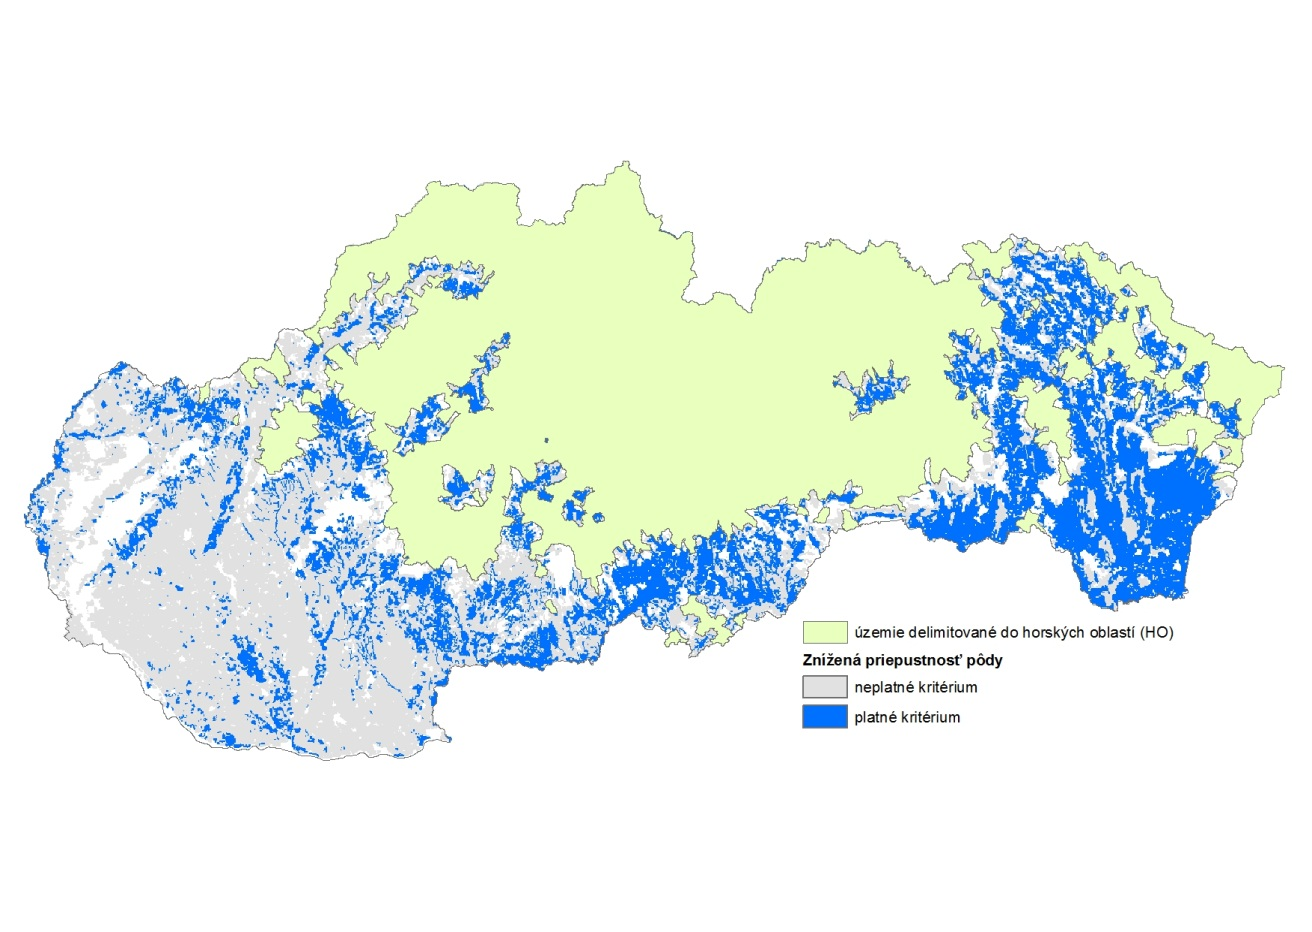 územie delimitované do horských oblastí (HO)
Znížená priepustnosť pôdy
neplatné kritérium
platné kritérium